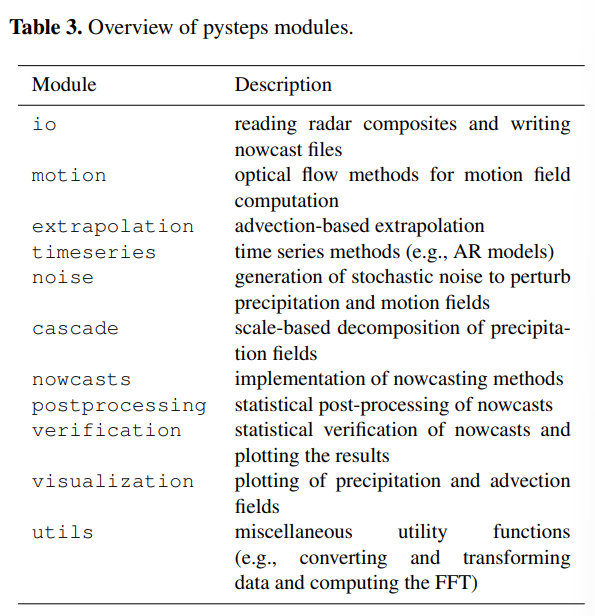 Table 3. Overview of pysteps modules.
Module Description
io reading radar composites and writing
nowcast files
motion optical flow methods for motion field
computation
extrapolation advection-based extrapolation
timeseries time series methods (e.g., AR models)
noise generation of stochastic noise to perturb
precipitation and motion fields
cascade scale-based decomposition of precipita-
tion fields
nowcasts implementation of nowcasting methods
postprocessing statistical post-processing of nowcasts
verification statistical verification of nowcasts and
plotting the results
visualization plotting of precipitation and advection
fields
utils miscellaneous utility functions
(e.g., converting and transforming
data and computing the FFT)